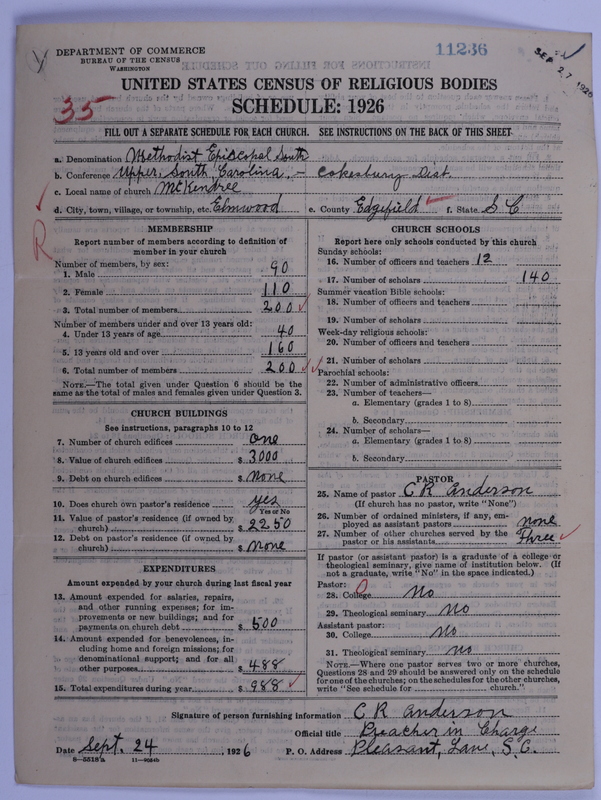 DEPARTMENT OF COMMERCE
BUREAU OF THE CENSUS
WASHINGTON
11236
SEP 27 1926
UNITED STATES CENSUS OF RELIGIOUS BODIES
35
SCHEDULE: 1926
FILL OUT A SEPARATE SCHEDULE FOR EACH CHURCH. SEE INSTRUCTIONS ON THE BACK OF THIS SHEET
a. Denomination Methodist Episcopal South
b. Conference Upper, South, Carolina, - Cokesbury Dist.
c. Local name of church McKendree
d. City, town, village, or township, etc. Elmwood e. County Edgefield f. State S C
R
MEMBERSHIP
Report number of members according to definition of
member in your church
Number of members, by sex:
1. Male 90
2. Female 110
3. Total number of members 200
Number of members under and over 13 years old:
4. Under 13 years of age 40
5. 13 years old and over 160
6. Total number of members 200
NOTE.—The total given under Question 6 should be the
same as the total of males and females given under Question 3.
CHURCH BUILDINGS
See instructions, paragraphs 10 to 12
7. Number of church edifices one
8. Value of church edifices $ 3000
9. Debt on church edifices $ None
10. Does church own pastor's residence yes
Yes or No
11. Value of pastor's residence (if owned by
church) $ 2250
12. Debt on pastor's residence (if owned by
church) $ None
EXPENDITURES
Amount expended by your church during last fiscal year
13. Amount expended for salaries, repairs,
and other running expenses; for im-
provements or new buildings; and for
payments on church debt $ 500
14. Amount expended for benevolences, in-
cluding home and foreign missions; for
denominational support; and for all
other purposes $ 488
15. Total expenditures during year $ 988
CHURCH SCHOOLS
Report here only schools conducted by this church
Sunday schools:
16. Number of officers and teachers 12
17. Number of scholars 140
Summer vacation Bible schools:
18. Number of officers and teachers
19. Number of scholars
Week-day religious schools:
20. Number of officers and teachers
21. Number of scholars
Parochial schools:
22. Number of administrative officers
23. Number of teachers—
a. Elementary (grades 1 to 8)
b. Secondary
24. Number of scholars—
a. Elementary (grades 1 to 8)
b. Secondary
PASTOR
25. Name of pastor C R Anderson
(If church has no pastor, write "None")
26. Number of ordained ministers, if any, em-
ployed as assistant pastors none
27. Number of other churches served by the
pastor or his assistants Three
If pastor (or assistant pastor) is a graduate of a college or
theological seminary, give name of institution below. (If
not a graduate, write "No" in the space indicated.)
Pastor:
28. College No
29. Theological seminary No
Assistant pastor:
30. College No
31. Theological seminary No
NOTE.—Where one pastor serves two or more churches,
Questions 28 and 29 should be answered only on the schedule
for one of the churches; on the schedules for the other churches,
write "See schedule for church."
Signature of person furnishing information C R Anderson
Official title Preacher in Charge
Date Sept. 24, 1926 P. O. Address Pleasant, Lane, S, C.
8—5518 a 11—9054b